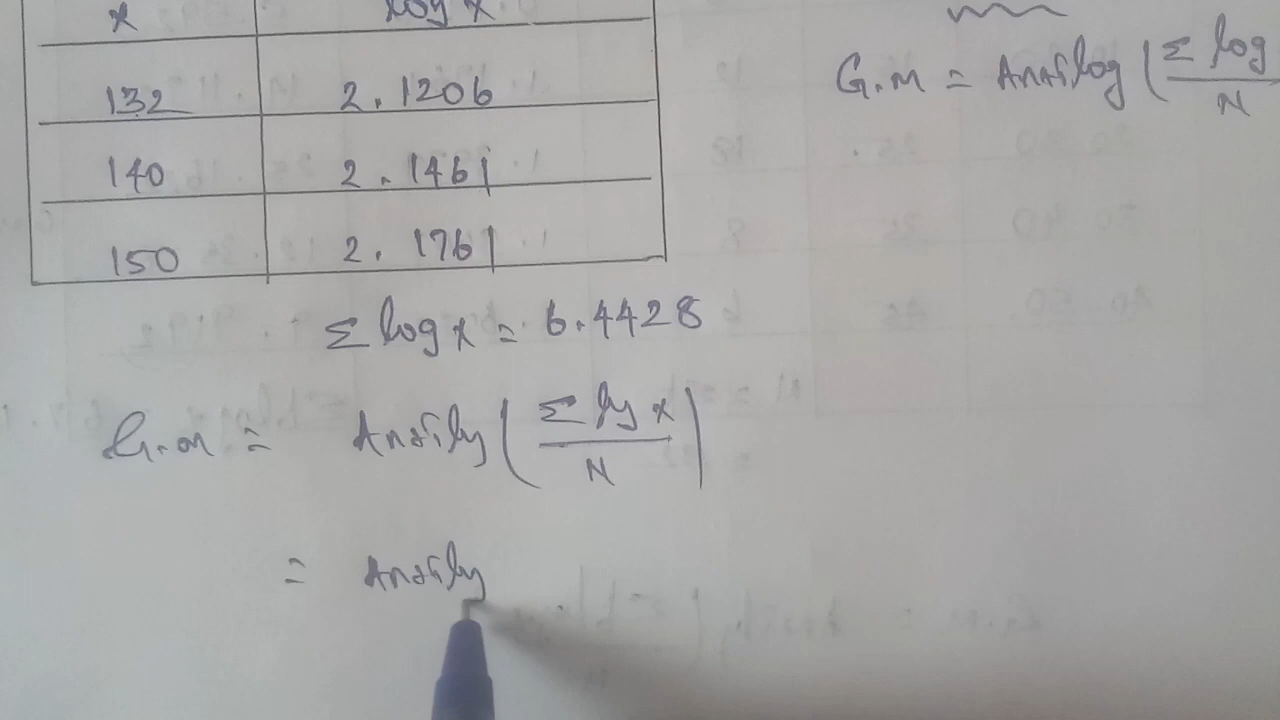 x log x
132 2.1206
140 2.1461
150 2.1761
Σ log x = 6.4428
G.M = Antilog (Σ log
N
G.M = Antilog (Σ log x / N)
= Antilog